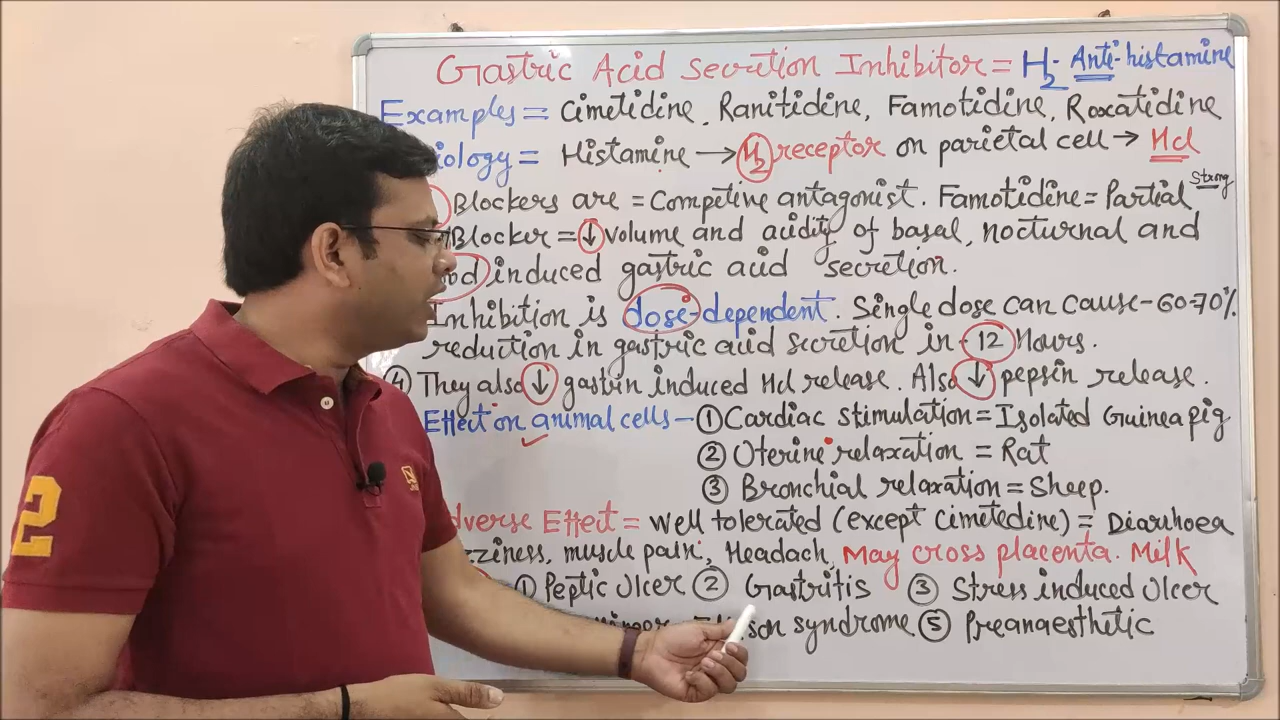 Gastric Acid secretion Inhibitor = H2-Anti-histamine
Examples = Cimetidine, Ranitidine, Famotidine, Roxatidine
iology = Histamine → H2 receptor on parietal cell → Hcl
Blockers are = Competive antagonist. Famotidine = Partial Strong
Blocker = ↓ volume and acidity of basal, nocturnal and
induced gastric acid secretion.
Inhibition is dose-dependent. Single dose can cause - 60-70%
reduction in gastric acid secretion in - 12 Hours.
④ They also ↓ gastrin induced Hcl release. Also ↓ pepsin release.
Effect on animal cells - ① Cardiac stimulation = Isolated Guinea pig
② Uterine relaxation = Rat
③ Bronchial relaxation = Sheep.
dverse Effect = well tolerated (except cimetedine) = Diarrhoea
zziness, muscle pain, Headach, May cross placenta. Milk
① Peptic Ulcer ② Gastritis ③ Stress induced Ulcer
son syndrome ⑤ Preanaesthetic
2